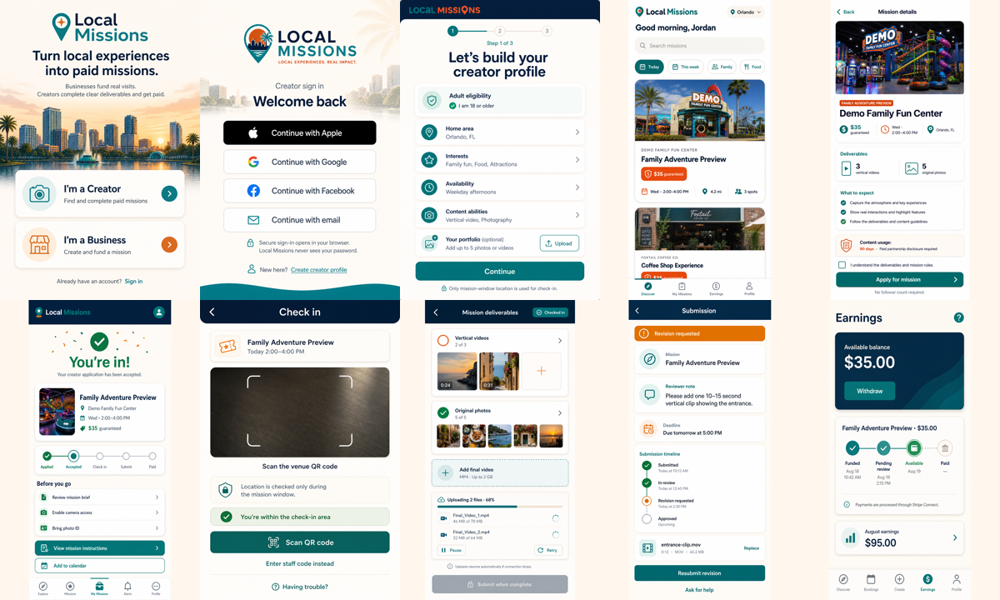 Local
Missions
Turn local experiences
into paid missions.
Businesses fund real visits.
Creators complete clear deliverables and get paid.
I'm a Creator
Find and complete paid missions
I'm a Business
Create and fund a mission
Already have an account? Sign in
LOCAL
MISSIONS
LOCAL EXPERIENCES. REAL IMPACT.
Creator sign in
Welcome back
Continue with Apple
Continue with Google
Continue with Facebook
Continue with email
Secure sign-in opens in your browser.
Local Missions never sees your password.
New here? Create creator profile
LOCAL MISSIONS
1
2
3
Step 1 of 3
Let's build your
creator profile
Adult eligibility
I am 18 or older
Home area
Orlando, FL
Interests
Family fun, Food, Attractions
Availability
Weekday afternoons
Content abilities
Vertical video, Photography
Your portfolio (optional)
Add up to 5 photos or videos
Upload
Continue
Only mission-window location is used for check-in.
Local Missions
Orlando
Good morning, Jordan
Search missions
Today
This week
Family
Food
DEMO
FAMILY FUN CENTER
DEMO FAMILY FUN CENTER
Family Adventure Preview
$35 guaranteed
Wed · 2:00–4:00 PM
4.2 mi
3 spots
Foxtail
FOXTAIL COFFEE CO.
Coffee Shop Experience
Discover
My Missions
Earnings
Profile
Back
Mission details
DEMO
FAMILY FUN CENTER
FAMILY ADVENTURE PREVIEW
Demo Family Fun Center
$35
guaranteed
Wed ·
2:00–4:00 PM
Orlando, FL
Deliverables
3
vertical videos
5
original photos
What to expect
Capture the atmosphere and key experiences
Show real interactions and highlight features
Follow the deliverables and content guidelines
Content usage:
90 days · Paid partnership disclosure required
I understand the deliverables and mission rules.
Apply for mission
No follower count required.
Local Missions
You're in!
Your creator application has been accepted.
Family Adventure Preview
Demo Family Fun Center
Wed · 2:00–4:00 PM
$35 guaranteed
Applied
Accepted
Check in
Submit
Paid
Before you go
Review mission brief
Enable camera access
Bring photo ID
View mission instructions
Add to calendar
Explore
Missions
My Missions
Alerts
Profile
Check in
Family Adventure Preview
Today 2:00–4:00 PM
Scan the venue QR code
Location is checked only during
the mission window.
You're within the check-in area
Scan QR code
Enter staff code instead
Having trouble?
Mission deliverables
Checked in
Vertical videos
2 of 3
0:24
0:31
Original photos
5 of 5
Add final video
MP4 · Up to 2 GB
Uploading 2 files · 68%
Final_Video_1.mp4
46 MB of 78 MB
Final_Video_2.mp4
32 MB of 64 MB
Pause
Retry
Uploads resume automatically if connection drops.
Submit when complete
Submission
Revision requested
Mission
Family Adventure Preview
Reviewer note
Please add one 10–15 second
vertical clip showing the entrance.
Deadline
Due tomorrow at 5:00 PM
Submission timeline
Submitted
Today at 10:12 AM
In review
Today at 12:45 PM
Revision requested
Today at 2:30 PM
Approved
Upcoming
entrance-clip.mov
0:12 · MOV · 45.2 MB
Replace
Resubmit revision
Ask for help
Earnings
Available balance
$35.00
Withdraw
Family Adventure Preview · $35.00
Funded
Aug 18
10:42 AM
Pending
review
Aug 18
2:15 PM
Available
Aug 19
Paid
—
Payments are processed through Stripe Connect.
August earnings
$95.00
Discover
Bookings
Create
Earnings
Profile